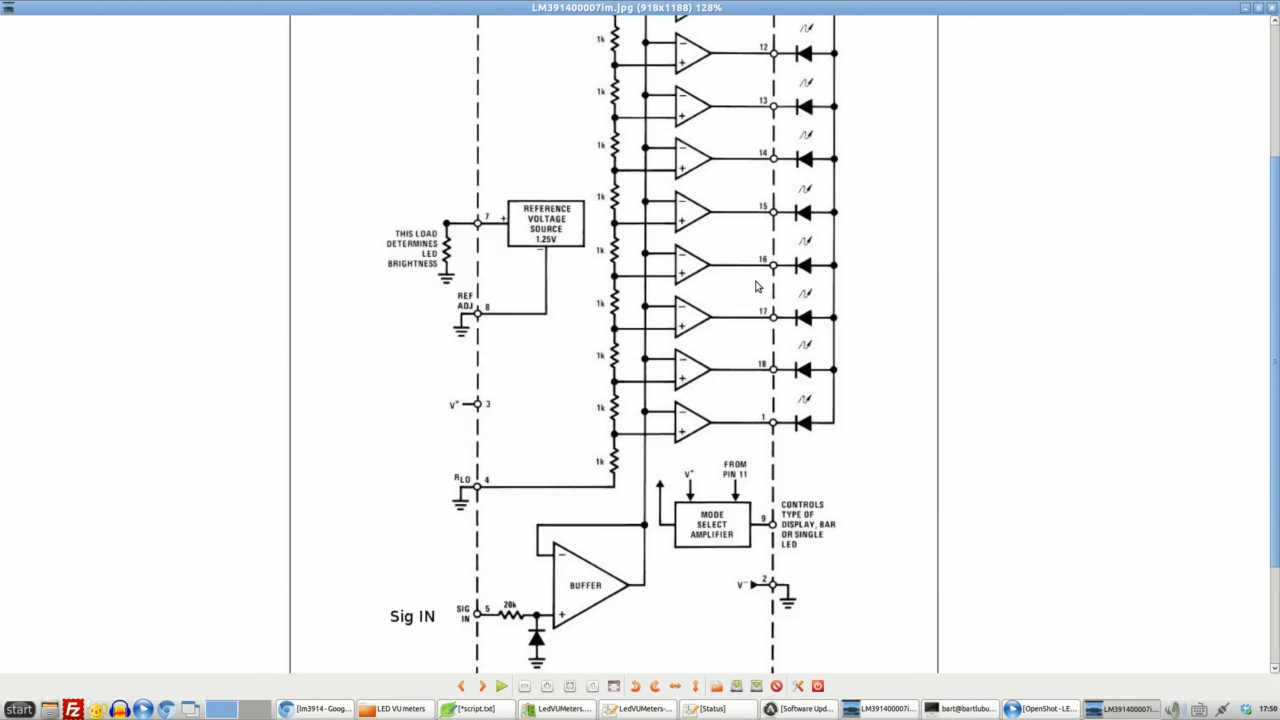 LM391400007im.jpg (918x1188) 128%
1k
12
1k
13
1k
14
1k
15
1k
16
1k
17
1k
18
1k
1
1k
7
+
REFERENCE
VOLTAGE
SOURCE
1.25V
THIS LOAD
DETERMINES
LED
BRIGHTNESS
REF
ADJ
8
V+
3
RLO
4
V+
FROM
PIN 11
MODE
SELECT
AMPLIFIER
9
CONTROLS
TYPE OF
DISPLAY, BAR
OR SINGLE
LED
V−
2
BUFFER
Sig IN
SIG
IN
5
20k
start
[lm3914 - Goog...
LED VU meters
[*script.txt]
LedVUMeters....
LedVUMeters-...
[Status]
[Software Upd...
LM39140007i...
bart@bartlubu...
[OpenShot - LE...
LM39140007i...
17:50